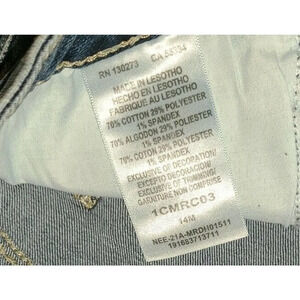 RN 130273 CA 55534
MADE IN LESOTHO
HECHO EN LESOTHO
FABRIQUE AU LESOTHO
70% COTTON 29% POLYESTER
1% SPANDEX
70% ALGODON 29% POLYESTER
1% SPANDEX
70% COTON 29% POLYESTER
1% SPANDEX
EXCLUSIVE OF DECORATION/
EXCEPTO DECORACION/
EXCLUSIVE OF TRIMMING/
GARNITURE NON COMPRISE
1CMRC03
14M
NEE-21A-MRDH01511
191683713711